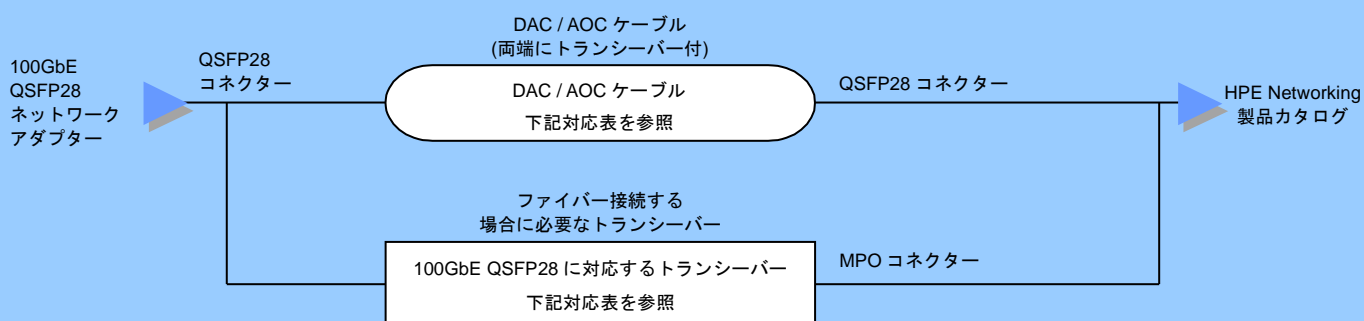 100GbE
QSFP28
ネットワーク
アダプター
QSFP28
コネクター
DAC / AOC ケーブル
(両端にトランシーバー付)
DAC / AOC ケーブル
下記対応表を参照
QSFP28 コネクター
HPE Networking
製品カタログ
ファイバー接続する
場合に必要なトランシーバー
100GbE QSFP28 に対応するトランシーバー
下記対応表を参照
MPO コネクター